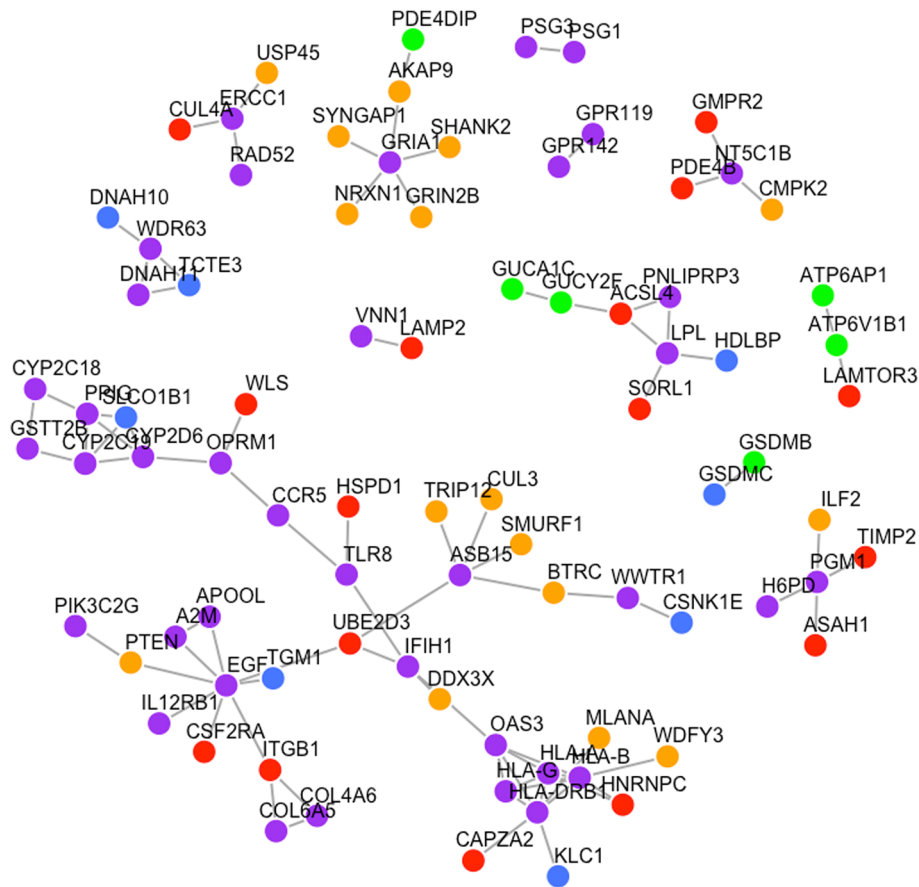 PDE4DIP
PSG3
PSG1
USP45
AKAP9
CUL4A
ERCC1
SYNGAP1
SHANK2
GRIA1
GPR119
GPR142
GMPR2
NT5C1B
PDE4B
CMPK2
RAD52
NRXN1
GRIN2B
DNAH10
WDR63
DNAH11
TCTE3
GUCA1C
GUCY2F
ACSL4
PNLIPRP3
ATP6AP1
VNN1
LAMP2
LPL
HDLBP
ATP6V1B1
SORL1
LAMTOR3
CYP2C18
PPIG
SLCO1B1
WLS
GSTT2B
CYP2C19
CYP2D6
OPRM1
GSDMB
GSDMC
CCR5
HSPD1
TRIP12
CUL3
SMURF1
ILF2
TIMP2
TLR8
ASB15
BTRC
WWTR1
CSNK1E
PGM1
H6PD
ASAH1
PIK3C2G
A2M
APOOL
PTEN
UBE2D3
IFIH1
EGF
TGM1
DDX3X
IL12RB1
CSF2RA
ITGB1
OAS3
MLANA
WDFY3
HLA-A
HLA-B
HLA-G
HNRNPC
HLA-DRB1
COL4A6
COL6A5
CAPZA2
KLC1